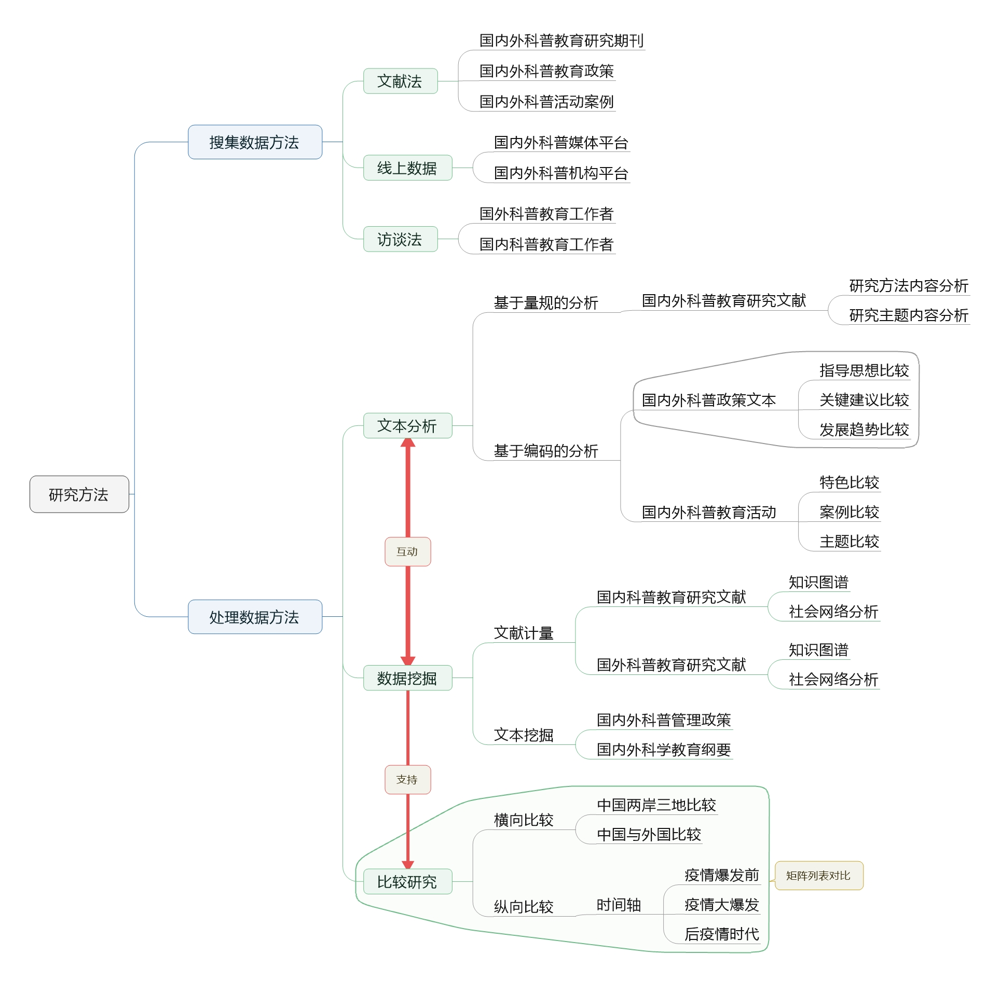 研究方法
搜集数据方法
文献法
国内外科普教育研究期刊
国内外科普教育政策
国内外科普活动案例
线上数据
国内外科普媒体平台
国内外科普机构平台
访谈法
国外科普教育工作者
国内科普教育工作者
处理数据方法
文本分析
基于量规的分析
国内外科普教育研究文献
研究方法内容分析
研究主题内容分析
基于编码的分析
国内外科普政策文本
指导思想比较
关键建议比较
发展趋势比较
国内外科普教育活动
特色比较
案例比较
主题比较
互动
数据挖掘
文献计量
国内科普教育研究文献
知识图谱
社会网络分析
国外科普教育研究文献
知识图谱
社会网络分析
文本挖掘
国内外科普管理政策
国内外科学教育纲要
支持
比较研究
横向比较
中国两岸三地比较
中国与外国比较
纵向比较
时间轴
疫情爆发前
疫情大爆发
后疫情时代
矩阵列表对比